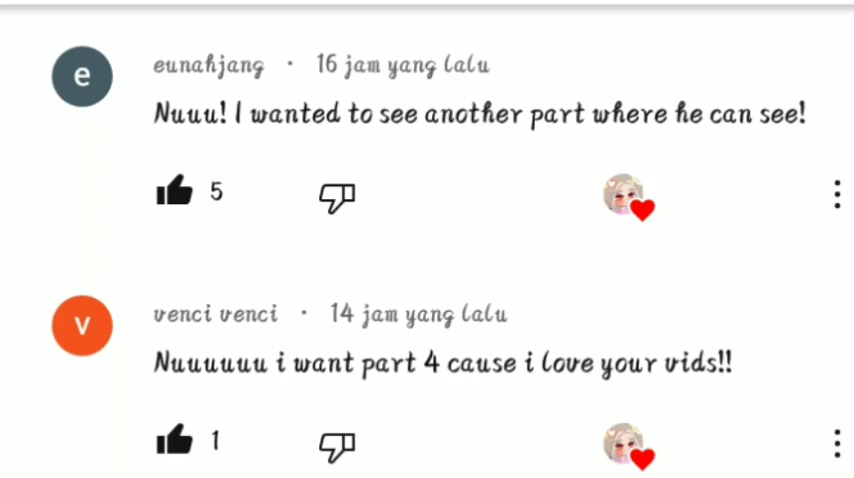 e
eunahjang · 16 jam yang lalu
Nuuu! I wanted to see another part where he can see!
5
v
venci venci · 14 jam yang lalu
Nuuuuuu i want part 4 cause i love your vids!!
1